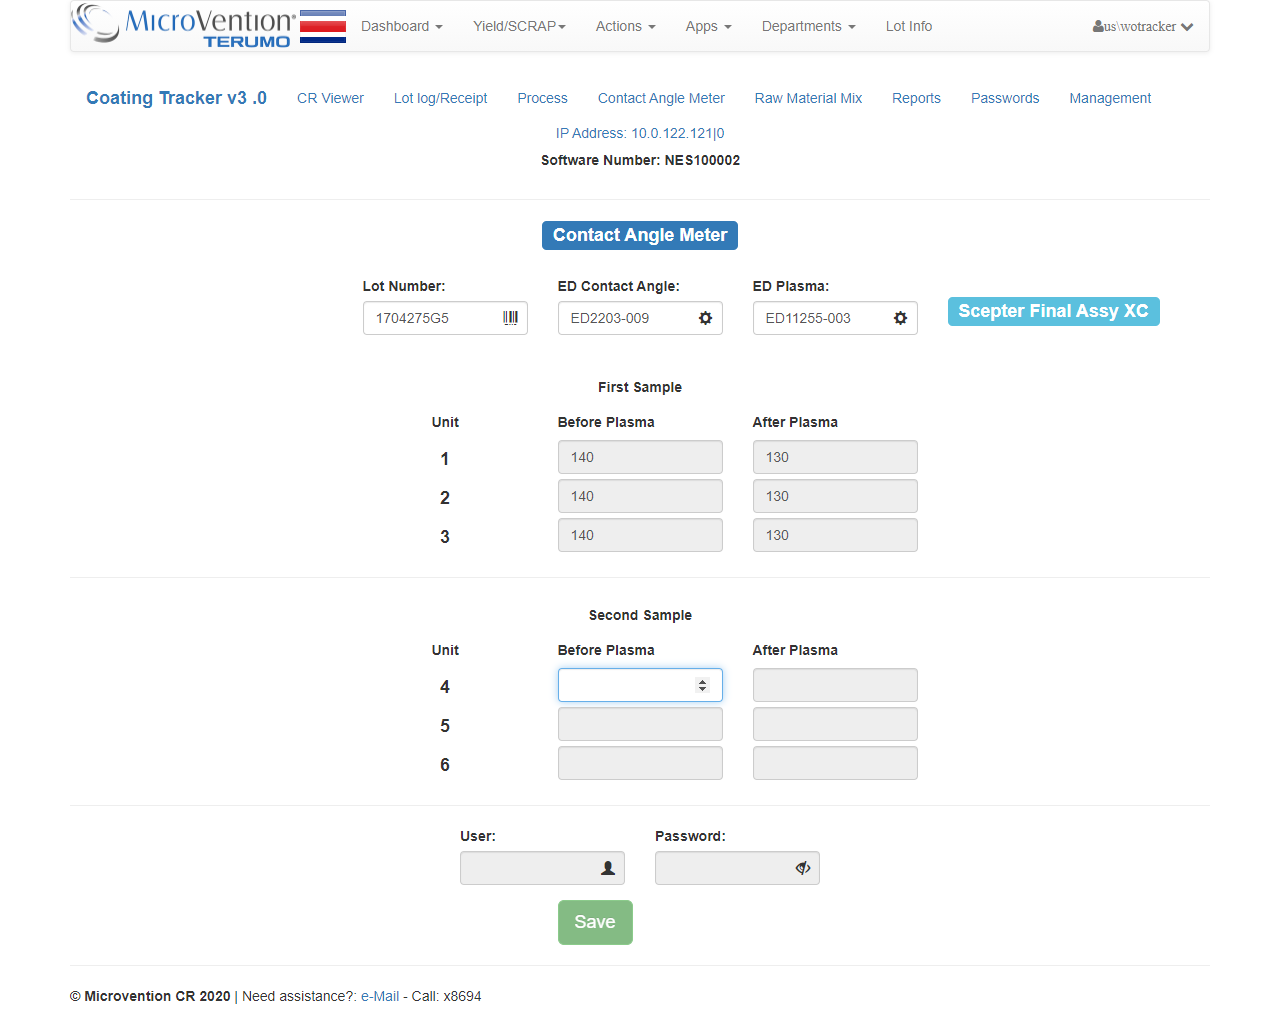 MICROVENTION
TERUMO
Dashboard Yield/SCRAP Actions Apps Departments Lot Info us\wotracker
Coating Tracker v3 .0 CR Viewer Lot log/Receipt Process Contact Angle Meter Raw Material Mix Reports Passwords Management
IP Address: 10.0.122.121|0
Software Number: NES100002
Contact Angle Meter
Lot Number: ED Contact Angle: ED Plasma:
1704275G5 ED2203-009 ED11255-003 Scepter Final Assy XC
First Sample
Unit Before Plasma After Plasma
1 140 130
2 140 130
3 140 130
Second Sample
Unit Before Plasma After Plasma
4
5
6
User: Password:
Save
© Microvention CR 2020 | Need assistance?: e-Mail - Call: x8694